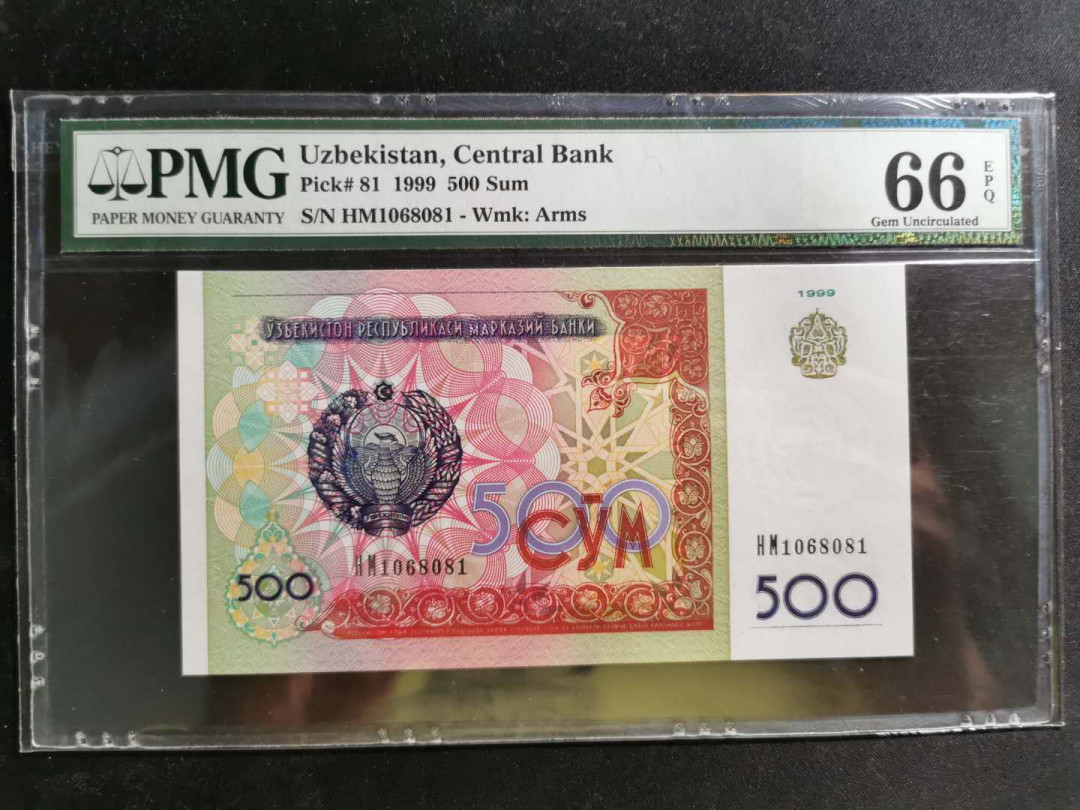 PMG
PAPER MONEY GUARANTY
Uzbekistan, Central Bank
Pick# 81 1999 500 Sum
S/N HM1068081 - Wmk: Arms
66
EPQ
Gem Uncirculated
1999
ЎЗБЕКИСТОН РЕСПУБЛИКАСИ МАРКАЗИЙ БАНКИ
500
СЎМ
HM1068081
500
HM1068081
500